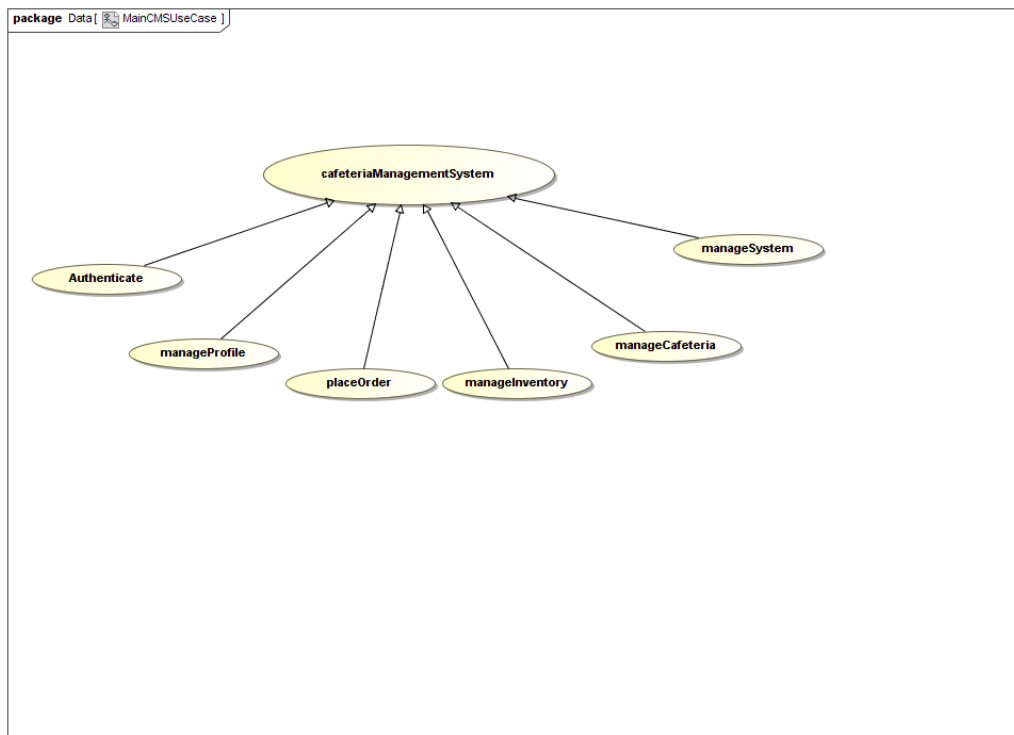 package Data [ MainCMSUseCase ]
cafeteriaManagementSystem
manageSystem
Authenticate
manageCafeteria
manageProfile
placeOrder
manageInventory